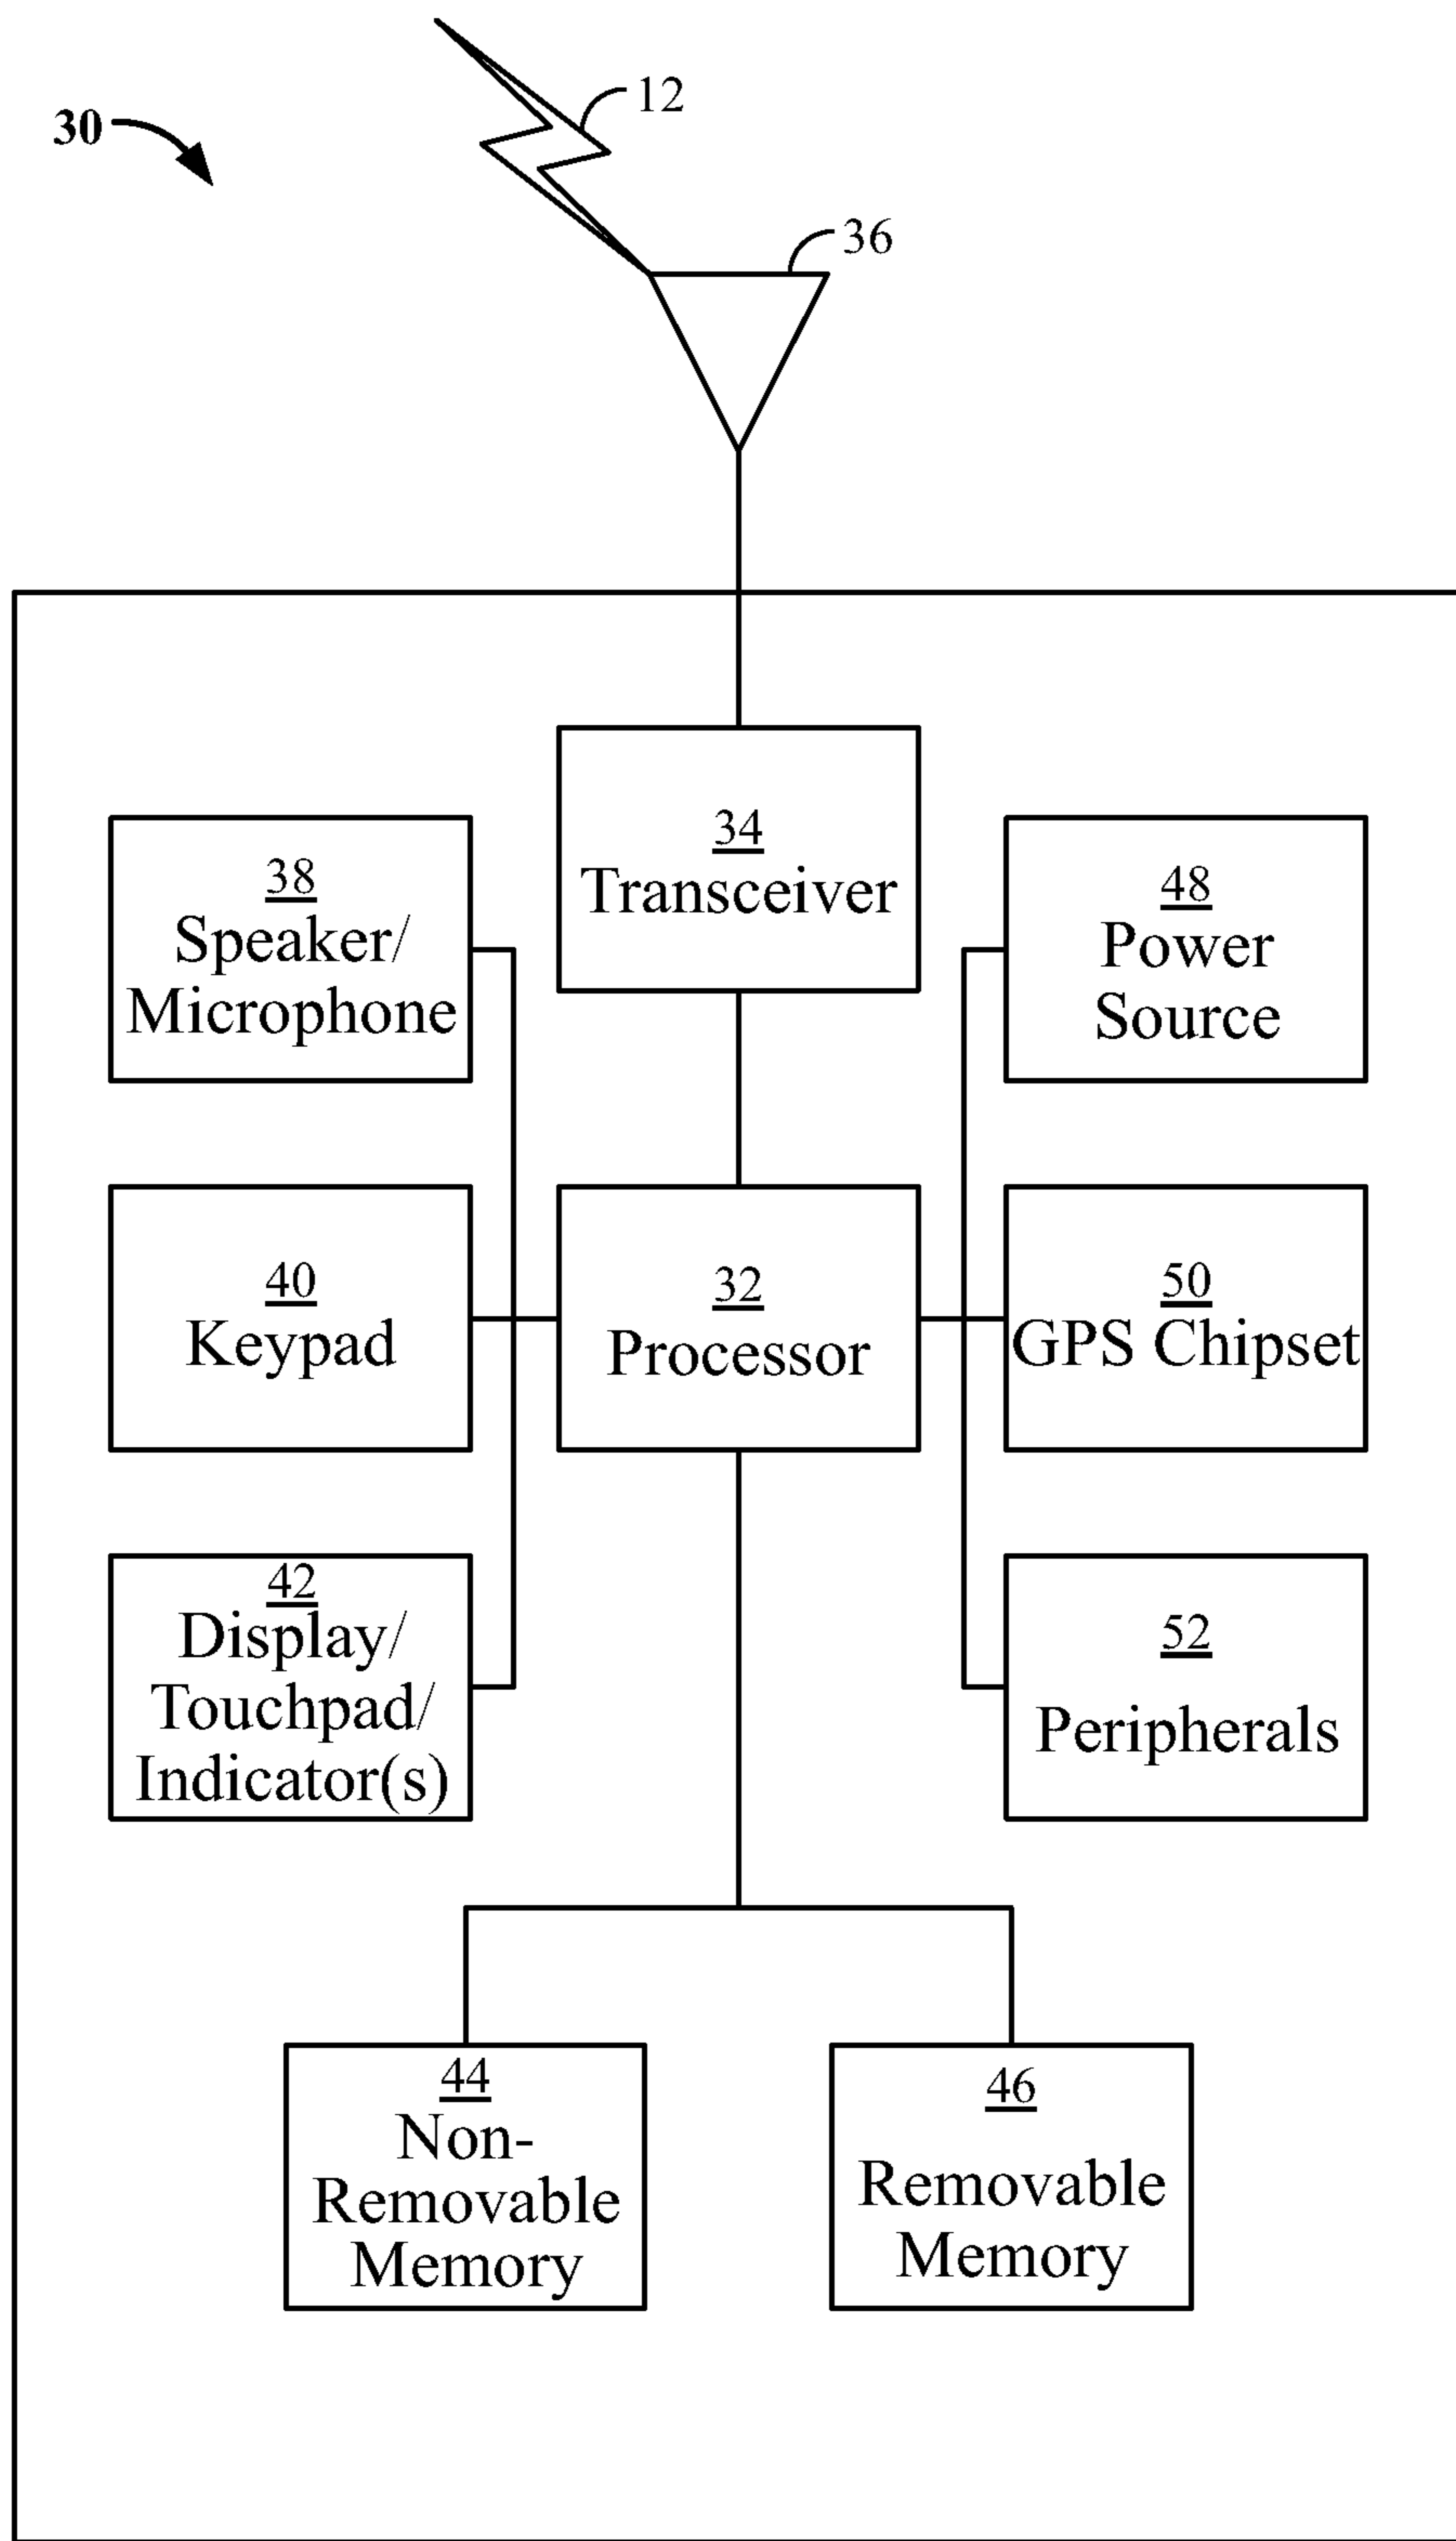 30
12
36
34
Transceiver
38
Speaker/
Microphone
48
Power
Source
40
Keypad
32
Processor
50
GPS Chipset
42
Display/
Touchpad/
Indicator(s)
52
Peripherals
44
Non-
Removable
Memory
46
Removable
Memory